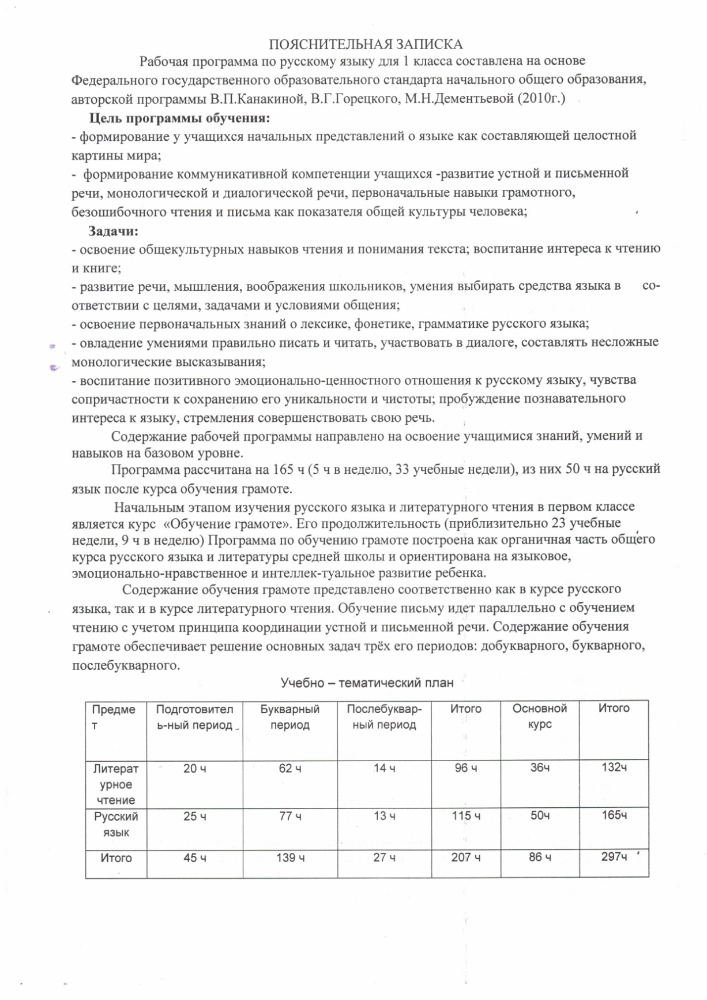 ПОЯСНИТЕЛЬНАЯ ЗАПИСКА
Рабочая программа по русскому языку для 1 класса составлена на основе
Федерального государственного образовательного стандарта начального общего образования,
авторской программы В.П.Канакиной, В.Г.Горецкого, М.Н.Дементьевой (2010г.)
Цель программы обучения:
- формирование у учащихся начальных представлений о языке как составляющей целостной
картины мира;
- формирование коммуникативной компетенции учащихся -развитие устной и письменной
речи, монологической и диалогической речи, первоначальные навыки грамотного,
безошибочного чтения и письма как показателя общей культуры человека;
Задачи:
- освоение общекультурных навыков чтения и понимания текста; воспитание интереса к чтению
и книге;
- развитие речи, мышления, воображения школьников, умения выбирать средства языка в со-
ответствии с целями, задачами и условиями общения;
- освоение первоначальных знаний о лексике, фонетике, грамматике русского языка;
- овладение умениями правильно писать и читать, участвовать в диалоге, составлять несложные
монологические высказывания;
- воспитание позитивного эмоционально-ценностного отношения к русскому языку, чувства
сопричастности к сохранению его уникальности и чистоты; пробуждение познавательного
интереса к языку, стремления совершенствовать свою речь.
Содержание рабочей программы направлено на освоение учащимися знаний, умений и
навыков на базовом уровне.
Программа рассчитана на 165 ч (5 ч в неделю, 33 учебные недели), из них 50 ч на русский
язык после курса обучения грамоте.
Начальным этапом изучения русского языка и литературного чтения в первом классе
является курс «Обучение грамоте». Его продолжительность (приблизительно 23 учебные
недели, 9 ч в неделю) Программа по обучению грамоте построена как органичная часть общего
курса русского языка и литературы средней школы и ориентирована на языковое,
эмоционально-нравственное и интеллек-туальное развитие ребенка.
Содержание обучения грамоте представлено соответственно как в курсе русского
языка, так и в курсе литературного чтения. Обучение письму идет параллельно с обучением
чтению с учетом принципа координации устной и письменной речи. Содержание обучения
грамоте обеспечивает решение основных задач трёх его периодов: добукварного, букварного,
послебукварного.
Учебно – тематический план
Предме Подготовител Букварный Послебуквар- Итого Основной Итого
т ь-ный период период ный период курс
Литерат 20 ч 62 ч 14 ч 96 ч 36ч 132ч
урное
чтение
Русский 25 ч 77 ч 13 ч 115 ч 50ч 165ч
язык
Итого 45 ч 139 ч 27 ч 207 ч 86 ч 297ч